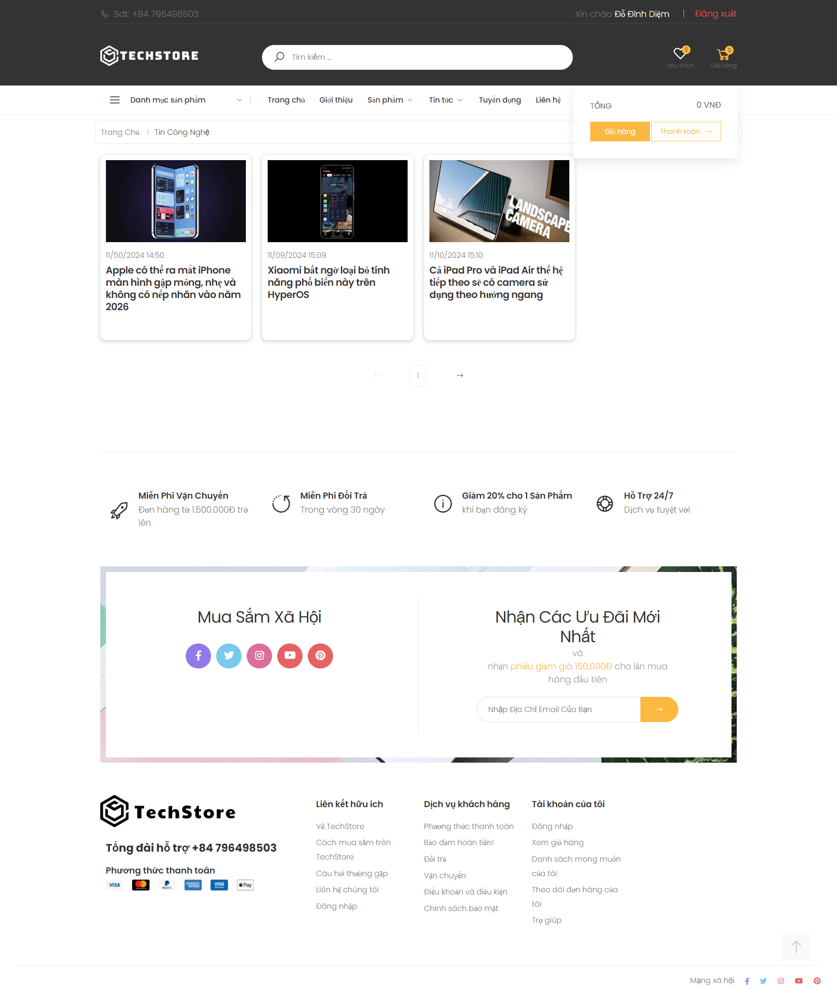 Sđt: +84 796498503
Xin chào Đỗ Đình Diệm
Đăng xuất
TECHSTORE
Tìm kiếm ...
0
Yêu thích
0
Giỏ hàng
Danh mục sản phẩm
Trang chủ
Giới thiệu
Sản phẩm
Tin tức
Tuyển dụng
Liên hệ
TỔNG
0 VNĐ
Giỏ hàng
Thanh toán →
Trang Chủ > Tin Công Nghệ
LANDSCAPE
CAMERA
11/50/2024 14:50
Apple có thể ra mắt iPhone
màn hình gập mỏng, nhẹ và
không có nếp nhăn vào năm
2026
11/09/2024 15:09
Xiaomi bất ngờ loại bỏ tính
năng phổ biến này trên
HyperOS
11/10/2024 15:10
Cả iPad Pro và iPad Air thế hệ
tiếp theo sẽ có camera sử
dụng theo hướng ngang
← 1 →
Miễn Phí Vận Chuyển
Đơn hàng từ 1.500.000Đ trở
lên
Miễn Phí Đổi Trả
Trong vòng 30 ngày
Giảm 20% cho 1 Sản Phẩm
khi bạn đăng ký
Hỗ Trợ 24/7
Dịch vụ tuyệt vời
Mua Sắm Xã Hội
Nhận Các Ưu Đãi Mới
Nhất
và
nhận phiếu giảm giá 150.000Đ cho lần mua
hàng đầu tiên
Nhập Địa Chỉ Email Của Bạn
→
TechStore
Tổng đài hỗ trợ +84 796498503
Phương thức thanh toán
VISA
PayPal
VISA
Pay
Liên kết hữu ích
Về TechStore
Cách mua sắm trên
TechStore
Câu hỏi thường gặp
Liên hệ chúng tôi
Đăng nhập
Dịch vụ khách hàng
Phương thức thanh toán
Bảo đảm hoàn tiền!
Đổi trả
Vận chuyển
Điều khoản và điều kiện
Chính sách bảo mật
Tài khoản của tôi
Đăng nhập
Xem giỏ hàng
Danh sách mong muốn
của tôi
Theo dõi đơn hàng của
tôi
Trợ giúp
Mạng xã hội